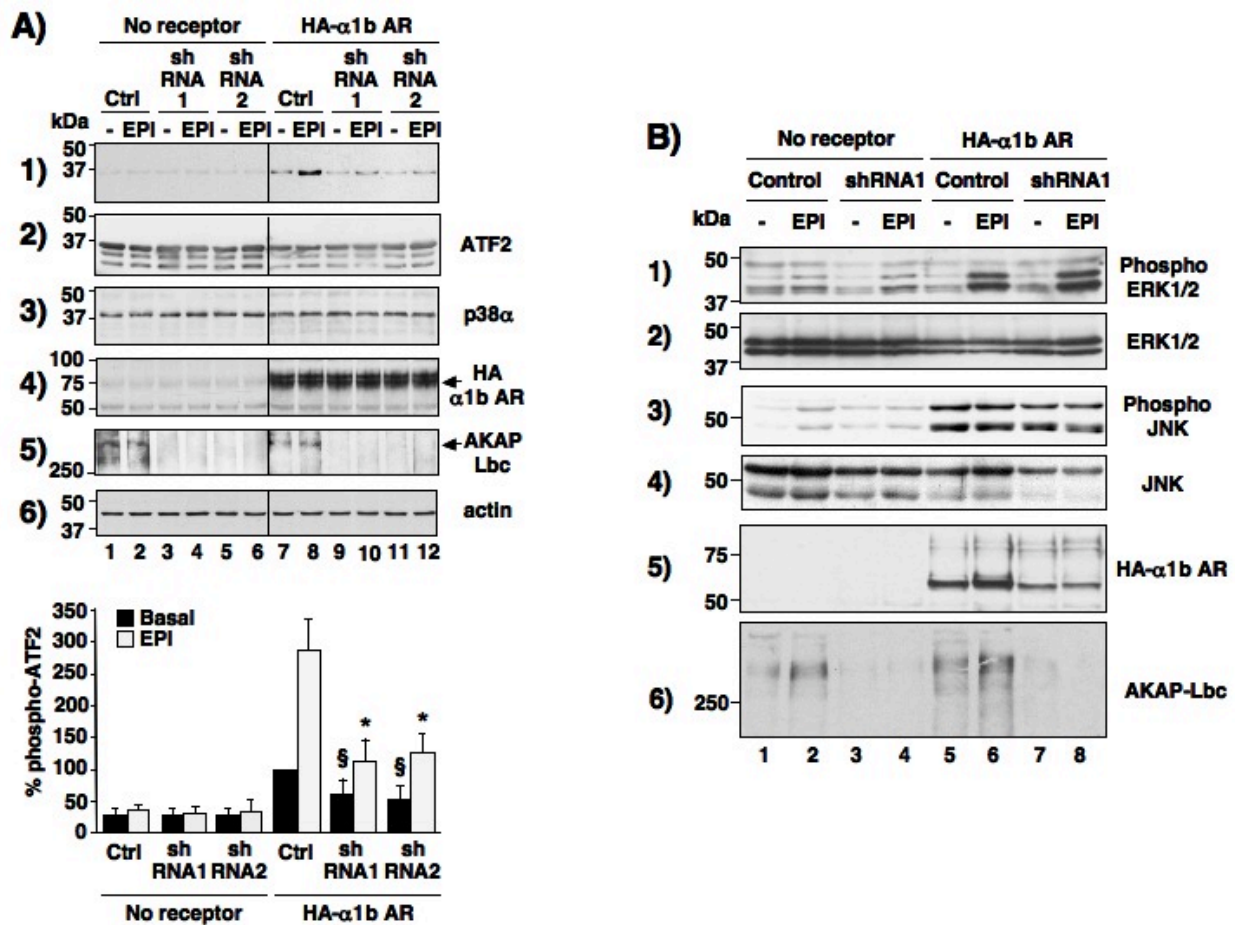 A)
No receptor HA-α1b AR
sh sh sh sh
RNA RNA RNA RNA
Ctrl 1 2 Ctrl 1 2
kDa - EPI - EPI - EPI - EPI - EPI - EPI
1) 50
37
2) 50
37
ATF2
3) 50
37
p38α
4) 100
75
50
HA
α1b AR
5) 250
AKAP
Lbc
6) 50
37
actin
1 2 3 4 5 6 7 8 9 10 11 12
% phospho-ATF2
350
300
250
200
150
100
50
0
Basal
EPI
§ * § *
Ctrl sh sh Ctrl sh sh
RNA1 RNA2 RNA1 RNA2
No receptor HA-α1b AR
B)
No receptor HA-α1b AR
Control shRNA1 Control shRNA1
kDa - EPI - EPI - EPI - EPI
1) 50
37
Phospho
ERK1/2
2) 50
37
ERK1/2
3) 50
Phospho
JNK
4) 50
JNK
5) 75
50
HA-α1b AR
6) 250
AKAP-Lbc
1 2 3 4 5 6 7 8